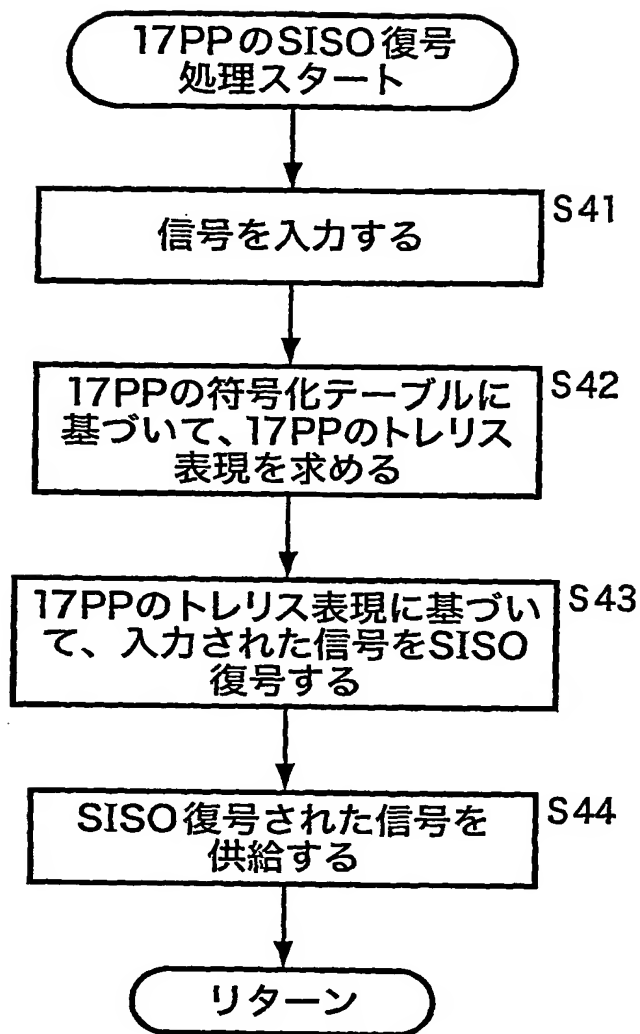 17PPのSISO復号
処理スタート
信号を入力する
S41
17PPの符号化テーブルに
基づいて、17PPのトレリス
表現を求める
S42
17PPのトレリス表現に基づい
て、入力された信号をSISO
復号する
S43
SISO復号された信号を
供給する
S44
リターン